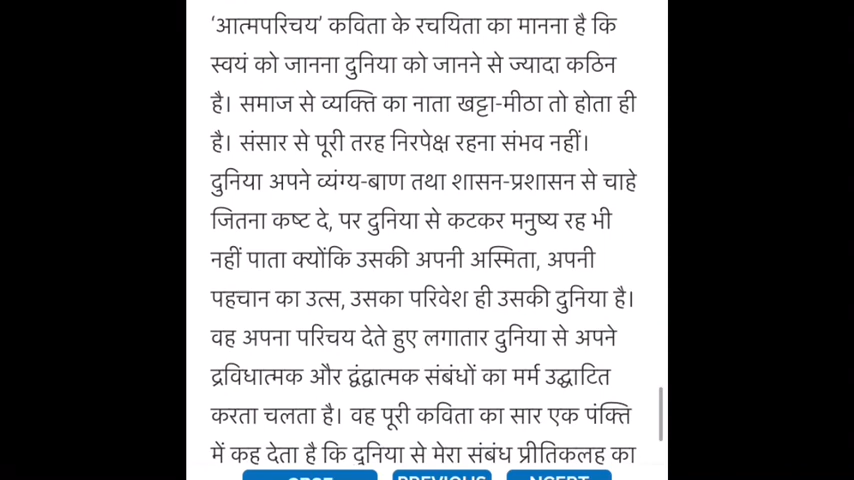 ‘आत्मपरिचय’ कविता के रचयिता का मानना है कि
स्वयं को जानना दुनिया को जानने से ज्यादा कठिन
है। समाज से व्यक्ति का नाता खट्टा-मीठा तो होता ही
है। संसार से पूरी तरह निरपेक्ष रहना संभव नहीं।
दुनिया अपने व्यंग्य-बाण तथा शासन-प्रशासन से चाहे
जितना कष्ट दे, पर दुनिया से कटकर मनुष्य रह भी
नहीं पाता क्योंकि उसकी अपनी अस्मिता, अपनी
पहचान का उत्स, उसका परिवेश ही उसकी दुनिया है।
वह अपना परिचय देते हुए लगातार दुनिया से अपने
द्रविधात्मक और द्वंद्वात्मक संबंधों का मर्म उद्घाटित
करता चलता है। वह पूरी कविता का सार एक पंक्ति
में कह देता है कि दुनिया से मेरा संबंध प्रीतिकलह का
CBSE PREVIOUS NCERT